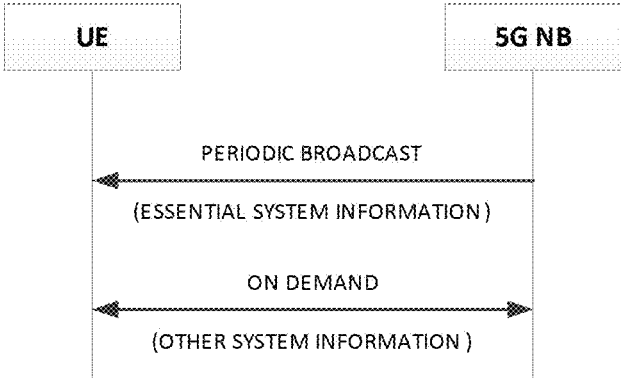 UE
5G NB
PERIODIC BROADCAST
(ESSENTIAL SYSTEM INFORMATION )
ON DEMAND
(OTHER SYSTEM INFORMATION )